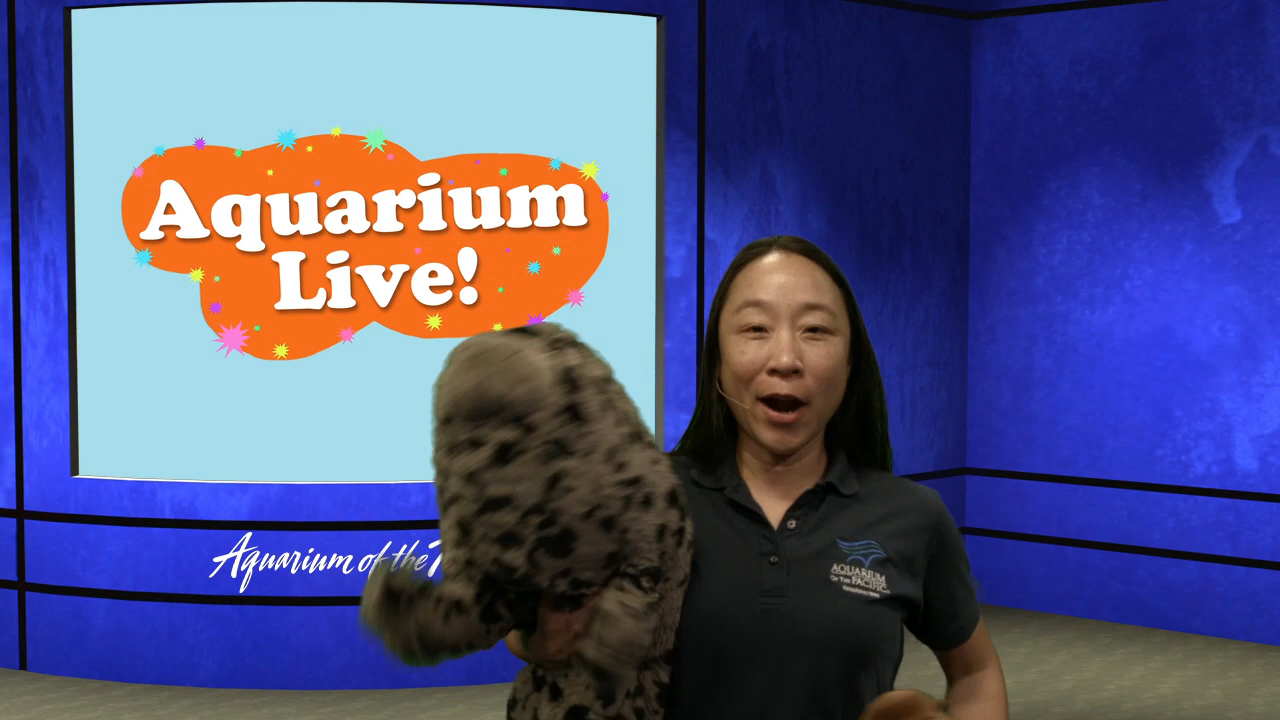 Aquarium
Live!
Aquarium of the
AQUARIUM
OF THE PACIFIC